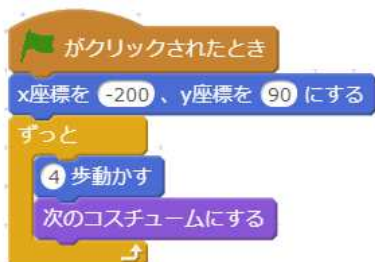 がクリックされたとき
x座標を -200 、y座標を 90 にする
ずっと
4 歩動かす
次のコスチュームにする